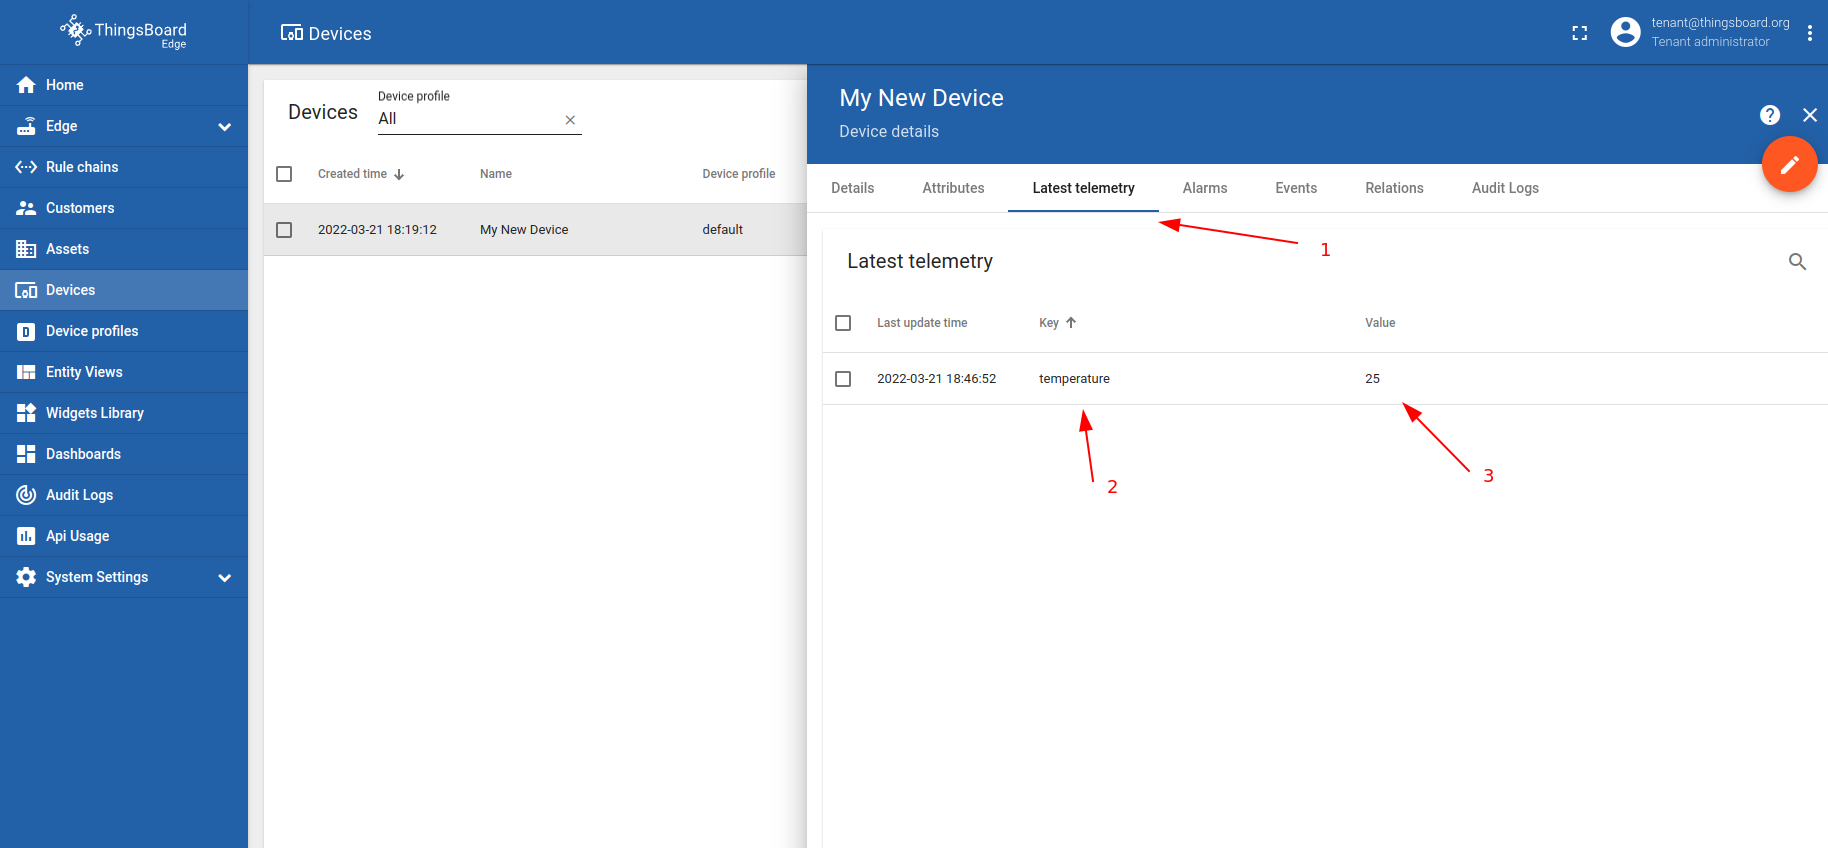 ThingsBoard
Edge
Devices
tenant@thingsboard.org
Tenant administrator
Home
Edge
Rule chains
Customers
Assets
Devices
Device profiles
Entity Views
Widgets Library
Dashboards
Audit Logs
Api Usage
System Settings
Devices
Device profile
All
Created time Name Device profile
2022-03-21 18:19:12 My New Device default
My New Device
Device details
Details Attributes Latest telemetry Alarms Events Relations Audit Logs
1
Latest telemetry
Last update time Key Value
2022-03-21 18:46:52 temperature 25
2
3